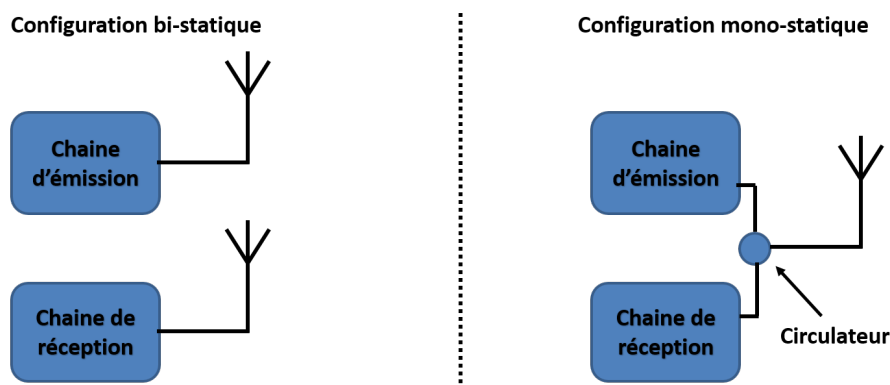 Configuration bi-statique
Chaine
d'émission
Chaine de
réception
Configuration mono-statique
Chaine
d'émission
Chaine de
réception
Circulateur